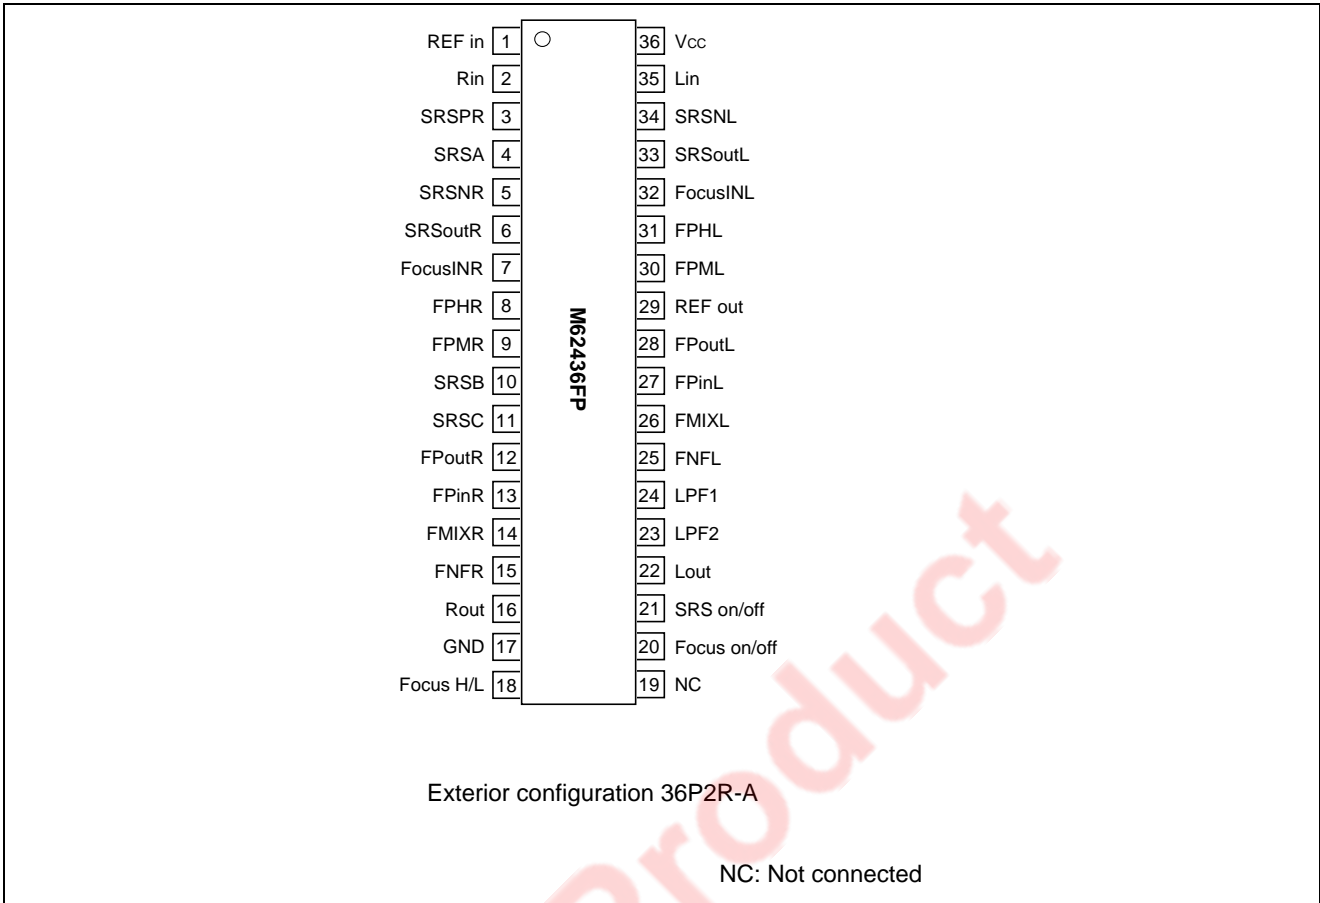 REF in 1 36 Vcc
Rin 2 35 Lin
SRSPR 3 34 SRSNL
SRSA 4 33 SRSoutL
SRSNR 5 32 FocusINL
SRSoutR 6 31 FPHL
FocusINR 7 30 FPML
FPHR 8 29 REF out
FPMR 9 28 FPoutL
SRSB 10 27 FPinL
SRSC 11 26 FMIXL
FPoutR 12 25 FNFL
FPinR 13 24 LPF1
FMIXR 14 23 LPF2
FNFR 15 22 Lout
Rout 16 21 SRS on/off
GND 17 20 Focus on/off
Focus H/L 18 19 NC
M62436FP
Exterior configuration 36P2R-A
NC: Not connected
Product